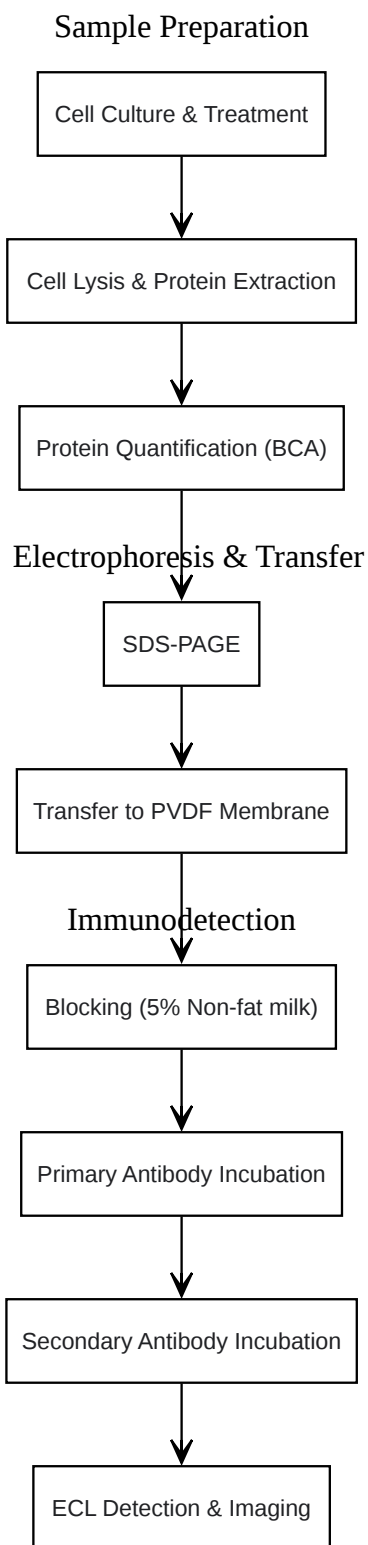 Sample Preparation
Cell Culture & Treatment
Cell Lysis & Protein Extraction
Protein Quantification (BCA)
Electrophoresis & Transfer
SDS-PAGE
Transfer to PVDF Membrane
Immunodetection
Blocking (5% Non-fat milk)
Primary Antibody Incubation
Secondary Antibody Incubation
ECL Detection & Imaging